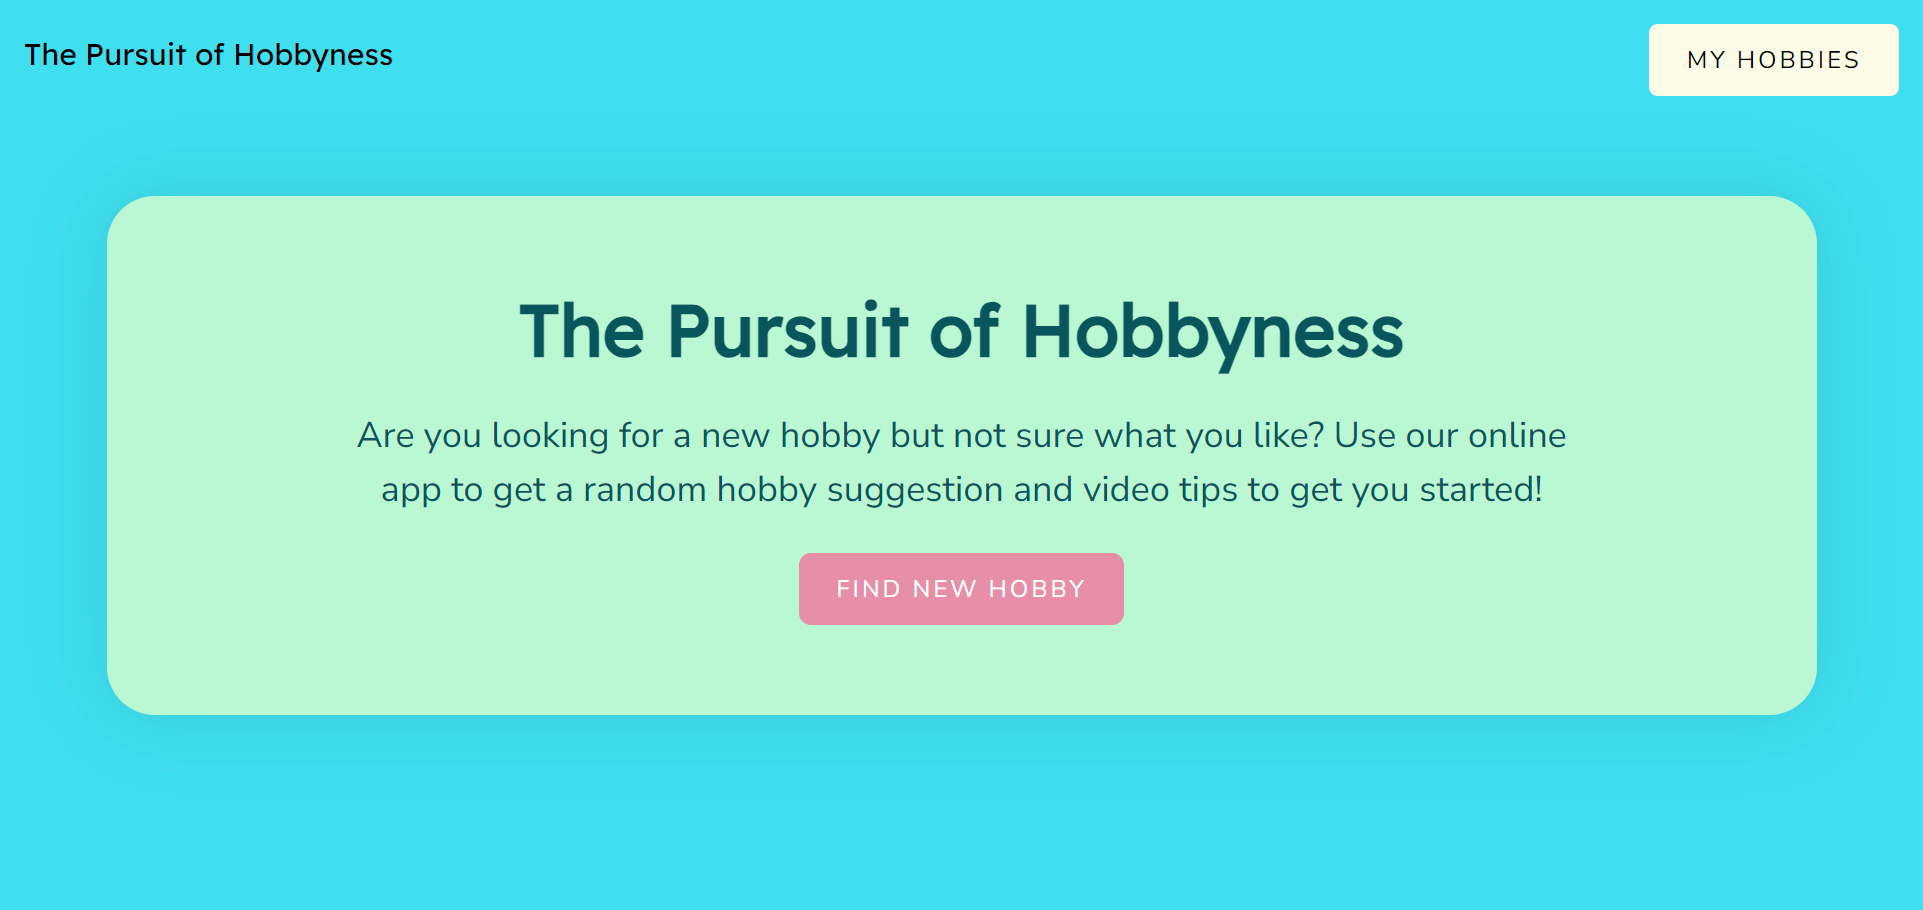 The Pursuit of Hobbyness
MY HOBBIES
The Pursuit of Hobbyness
Are you looking for a new hobby but not sure what you like? Use our online
app to get a random hobby suggestion and video tips to get you started!
FIND NEW HOBBY